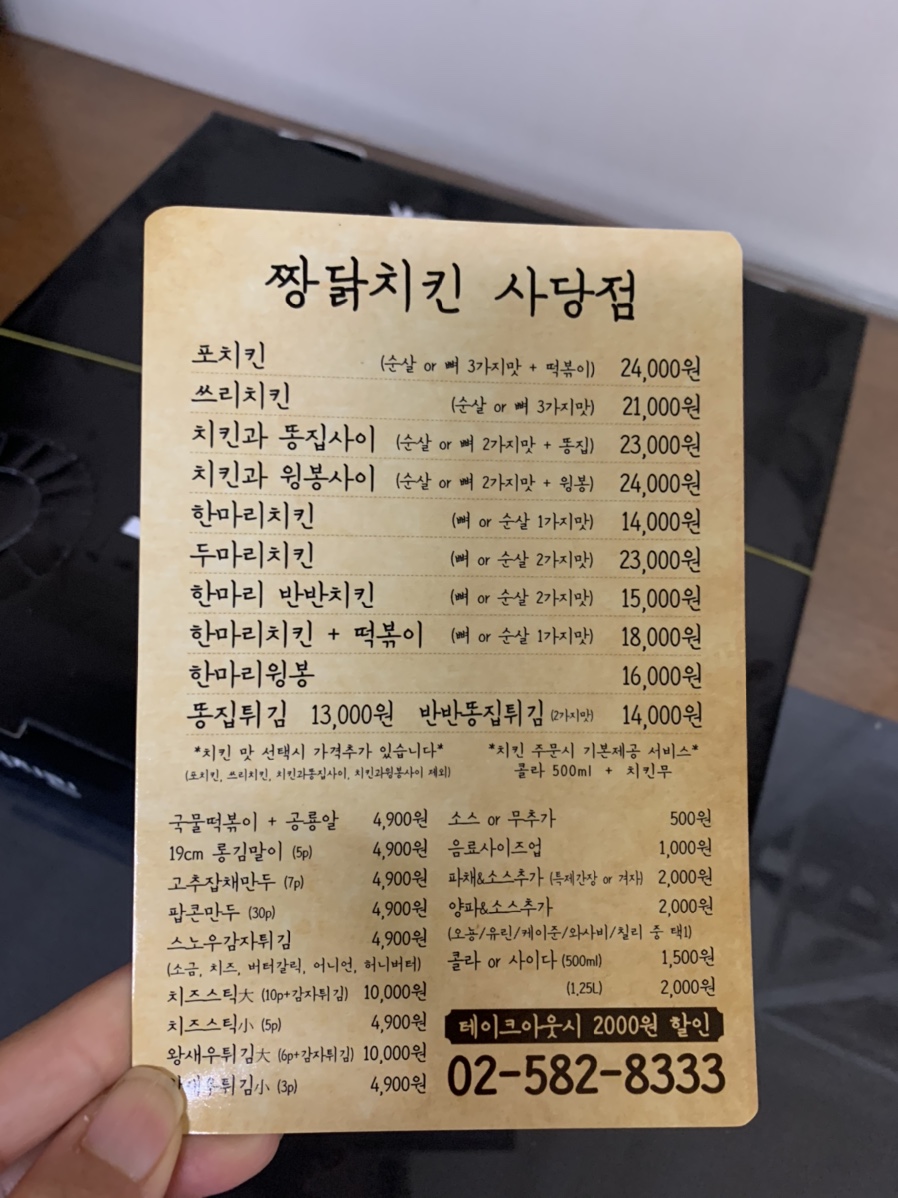 짱닭치킨 사당점
포치킨 (순살 or 뼈 3가지맛 + 떡볶이) 24,000원
쓰리치킨 (순살 or 뼈 3가지맛) 21,000원
치킨과 똥집사이 (순살 or 뼈 2가지맛 + 똥집) 23,000원
치킨과 윙봉사이 (순살 or 뼈 2가지맛 + 윙봉) 24,000원
한마리치킨 (뼈 or 순살 1가지맛) 14,000원
두마리치킨 (뼈 or 순살 2가지맛) 23,000원
한마리 반반치킨 (뼈 or 순살 2가지맛) 15,000원
한마리치킨 + 떡볶이 (뼈 or 순살 1가지맛) 18,000원
한마리윙봉 16,000원
똥집튀김 13,000원 반반똥집튀김 (2가지맛) 14,000원
*치킨 맛 선택시 가격추가 있습니다*
(포치킨, 쓰리치킨, 치킨과똥집사이, 치킨과윙봉사이 제외)
*치킨 주문시 기본제공 서비스*
콜라 500ml + 치킨무
국물떡볶이 + 공룡알 4,900원
19cm 롱김말이 (5p) 4,900원
고추잡채만두 (7p) 4,900원
팝콘만두 (30p) 4,900원
스노우감자튀김 4,900원
(소금, 치즈, 버터갈릭, 어니언, 허니버터)
치즈스틱大 (10p+감자튀김) 10,000원
치즈스틱小 (5p) 4,900원
왕새우튀김大 (6p+감자튀김) 10,000원
왕새우튀김小 (3p) 4,900원
소스 or 무추가 500원
음료사이즈업 1,000원
파채&소스추가 (특제간장 or 겨자) 2,000원
양파&소스추가 2,000원
(오농/유린/케이준/와사비/칠리 중 택1)
콜라 or 사이다 (500ml) 1,500원
(1.25L) 2,000원
테이크아웃시 2000원 할인
02-582-8333